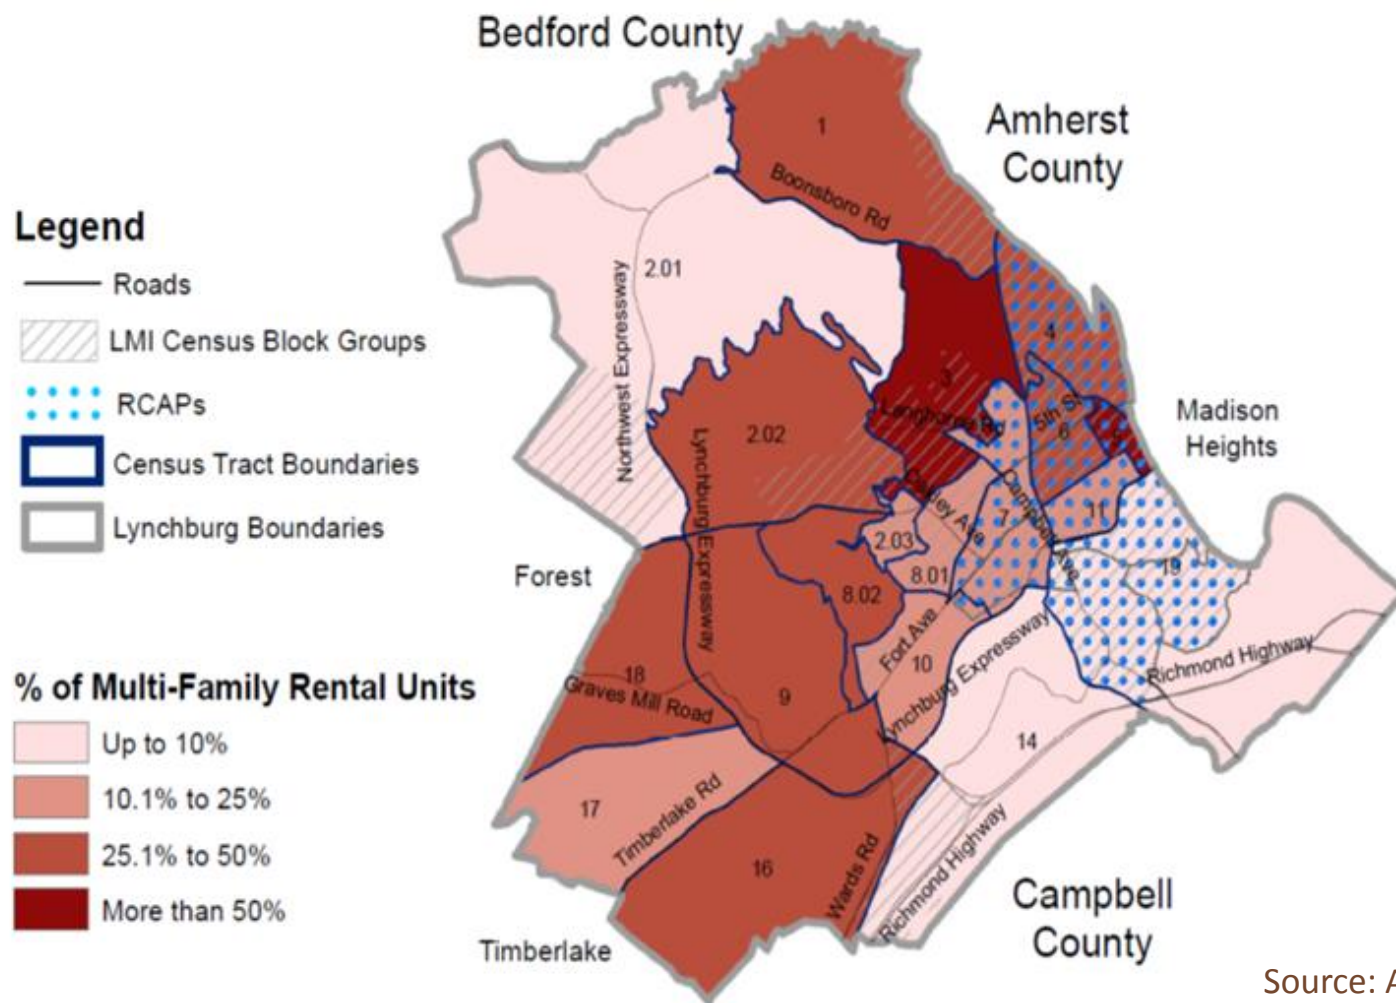 Bedford County
Amherst
County
Legend
Roads
LMI Census Block Groups
RCAPs
Census Tract Boundaries
Lynchburg Boundaries
% of Multi-Family Rental Units
Up to 10%
10.1% to 25%
25.1% to 50%
More than 50%
1
Boonsboro Rd
2.01
Northwest Expressway
3
4
Langhorne Rd
5th St
6
5
Madison
Heights
2.02
Lynchburg Expressway
Campbell Ave
7
11
2.03
8.01
8.02
19
Forest
Fort Ave
10
Lynchburg Expressway
Richmond Highway
18
Graves Mill Road
9
14
17
Timberlake Rd
16
Wards Rd
Richmond Highway
Campbell
County
Timberlake
Source: A